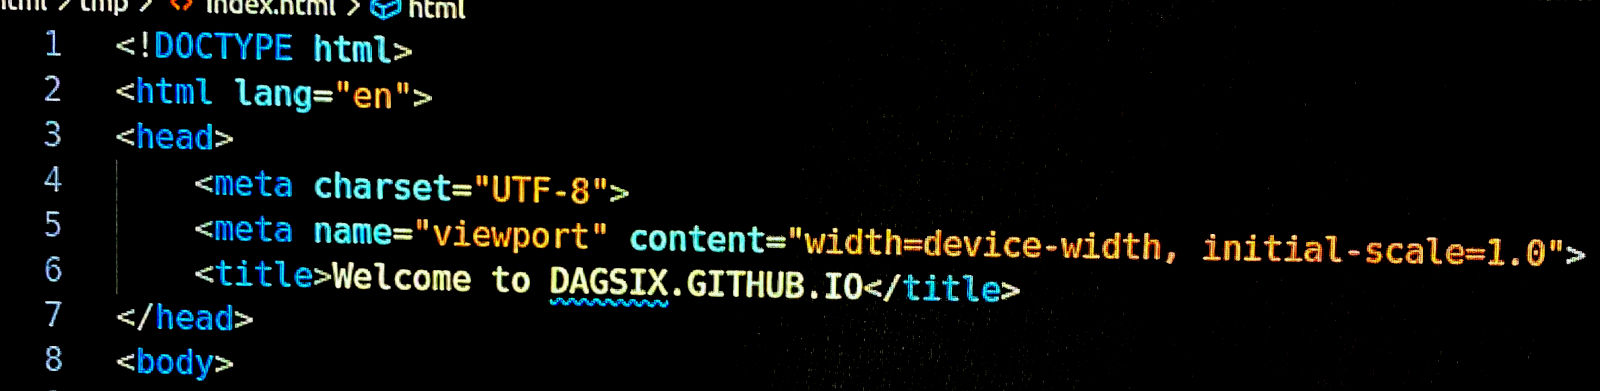 html > tmp > <> index.html > html
1 <!DOCTYPE html>
2 <html lang="en">
3 <head>
4     <meta charset="UTF-8">
5     <meta name="viewport" content="width=device-width, initial-scale=1.0">
6     <title>Welcome to DAGSIX.GITHUB.IO</title>
7 </head>
8 <body>